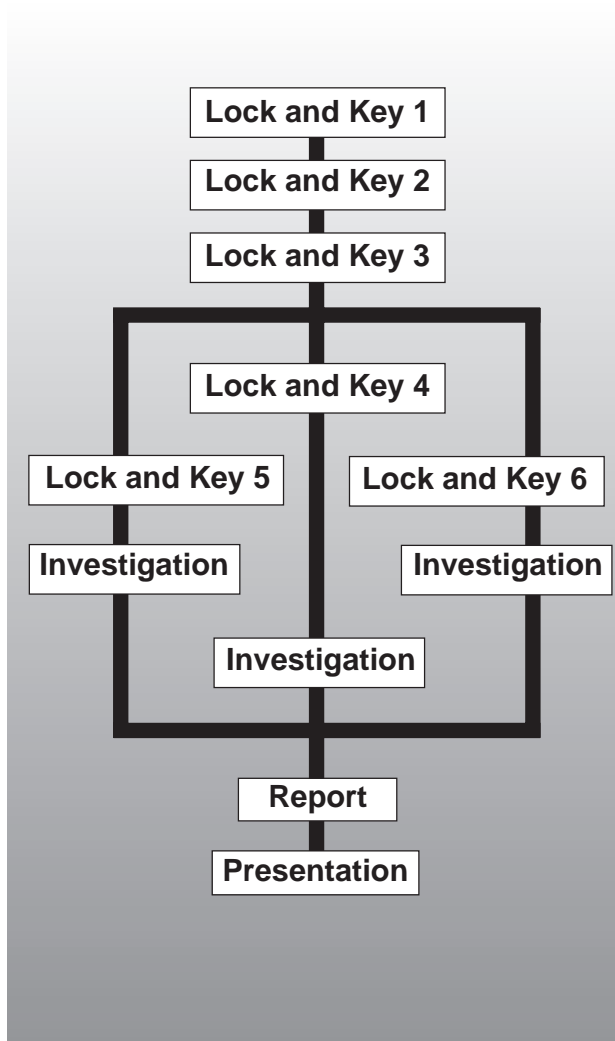 Lock and Key 1
Lock and Key 2
Lock and Key 3
Lock and Key 4
Lock and Key 5
Lock and Key 6
Investigation
Investigation
Investigation
Report
Presentation